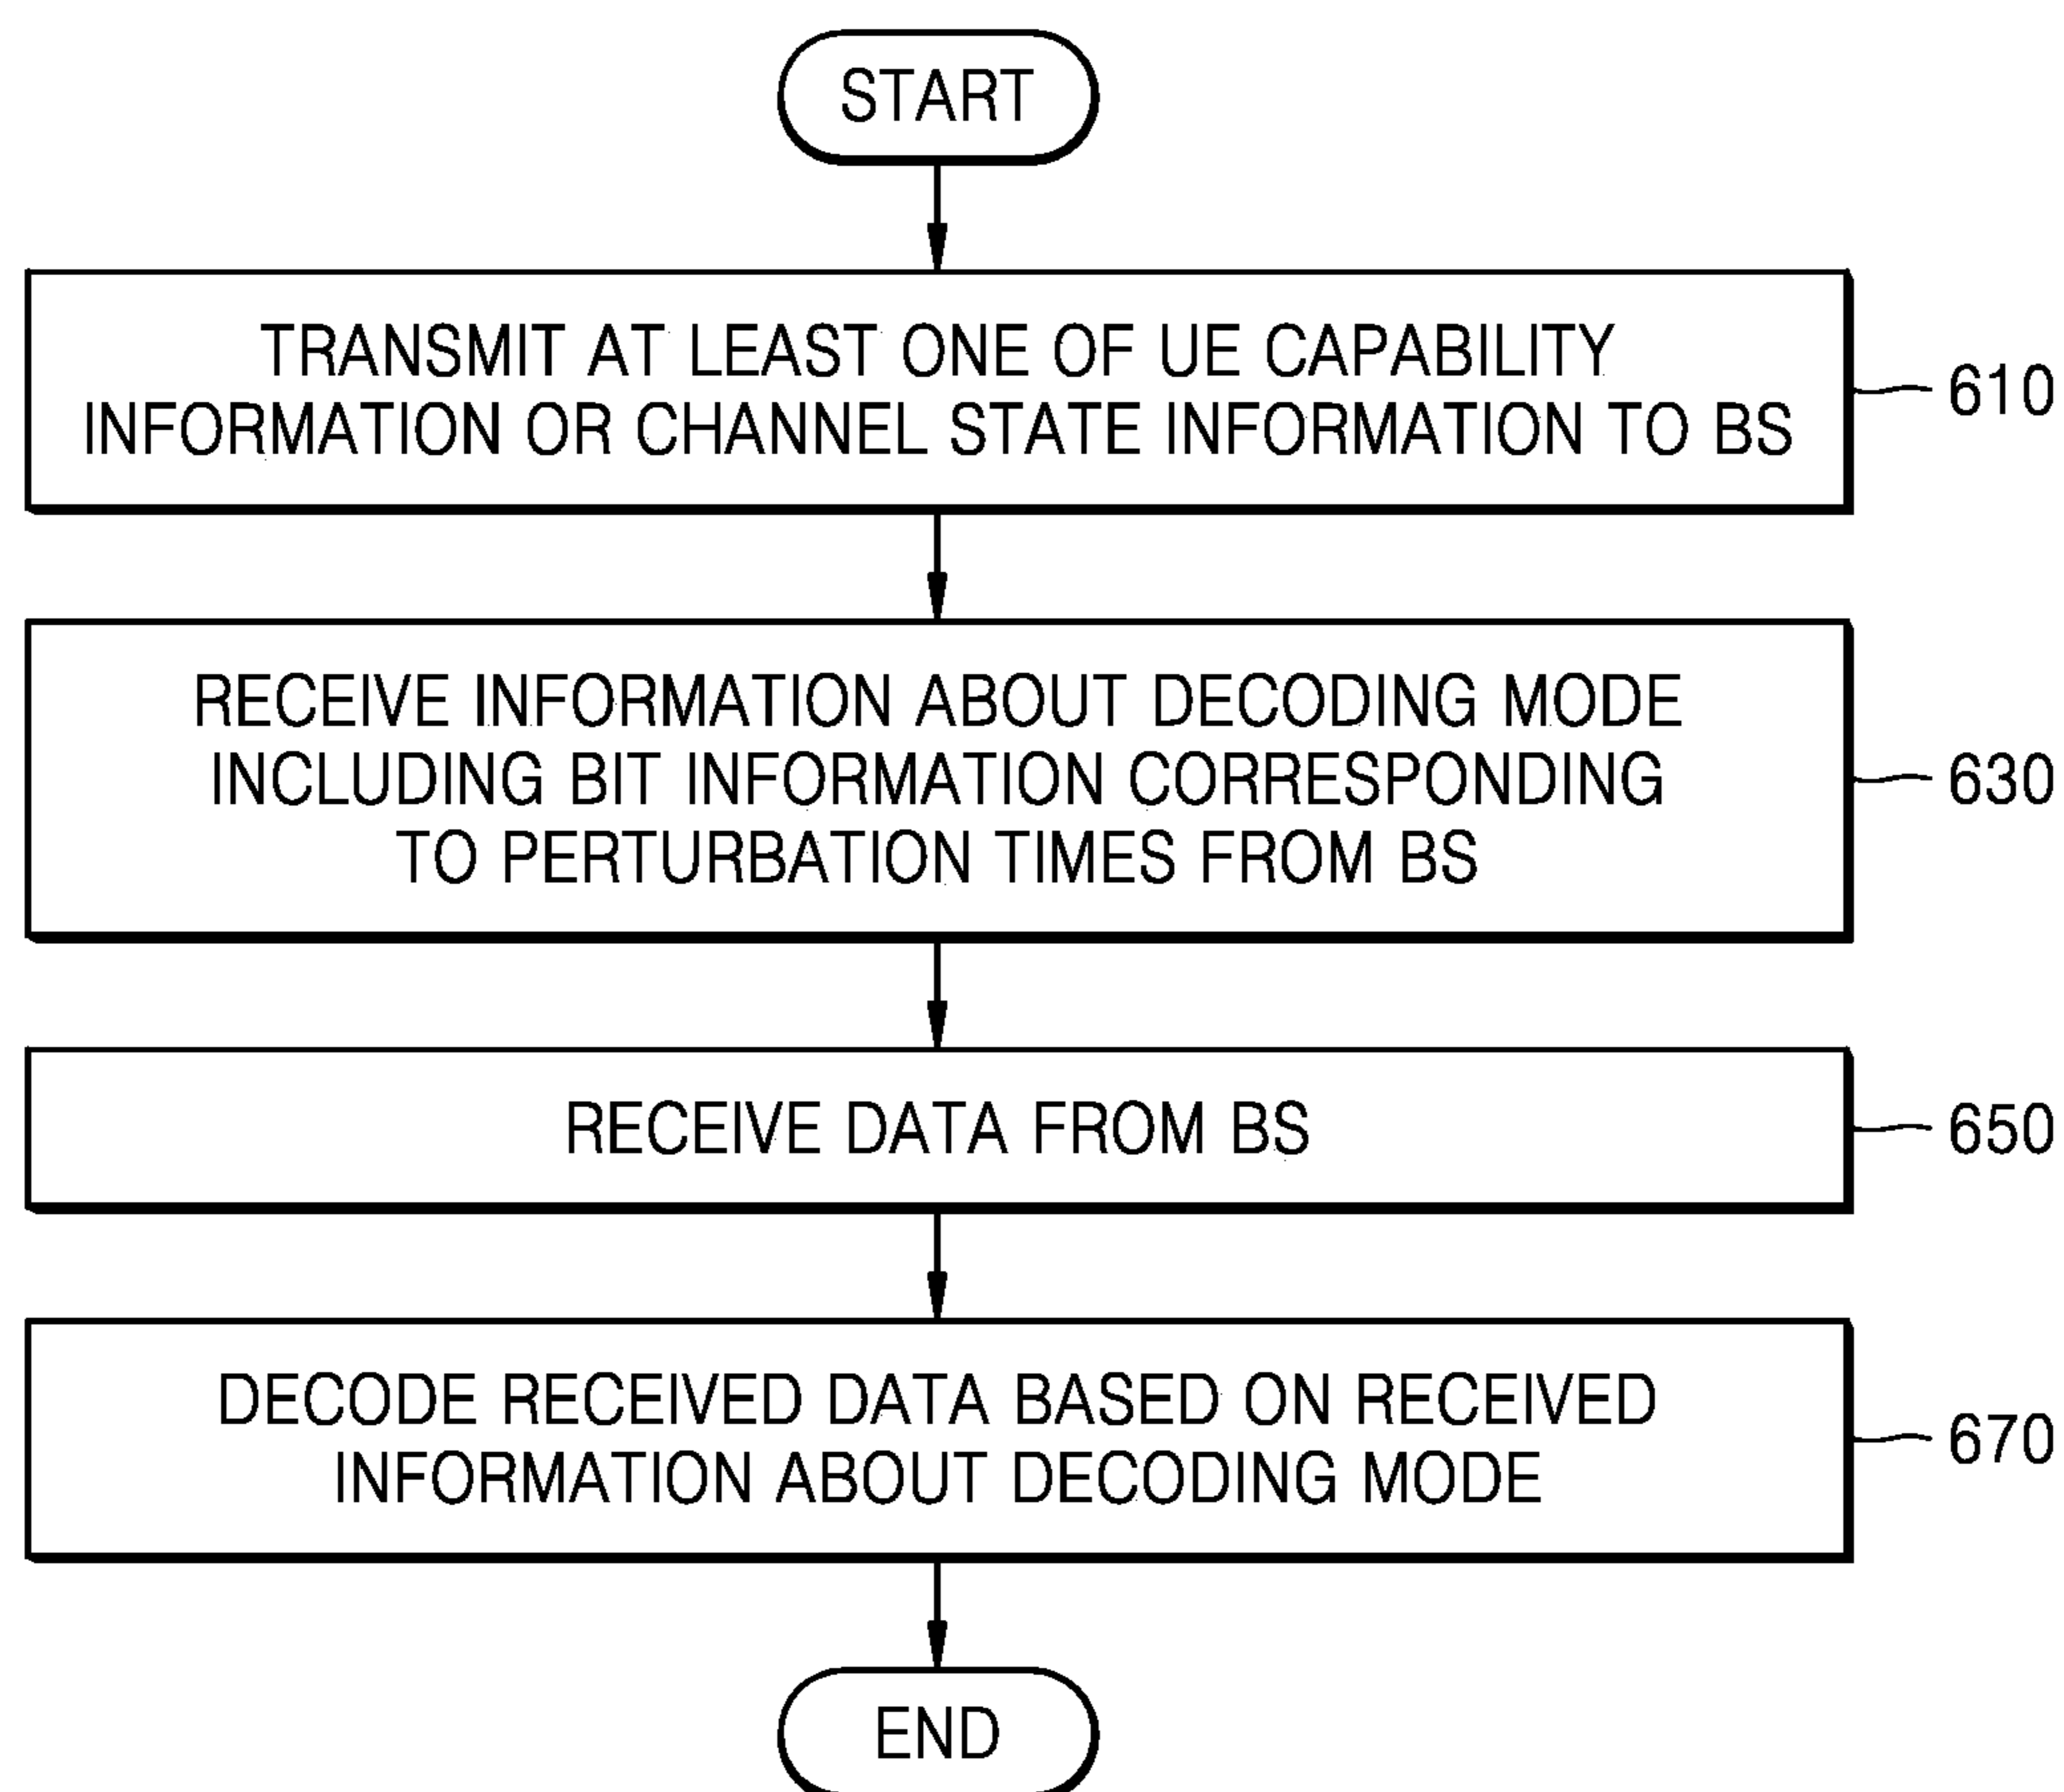 START
TRANSMIT AT LEAST ONE OF UE CAPABILITY
INFORMATION OR CHANNEL STATE INFORMATION TO BS
610
RECEIVE INFORMATION ABOUT DECODING MODE
INCLUDING BIT INFORMATION CORRESPONDING
TO PERTURBATION TIMES FROM BS
630
RECEIVE DATA FROM BS
650
DECODE RECEIVED DATA BASED ON RECEIVED
INFORMATION ABOUT DECODING MODE
670
END